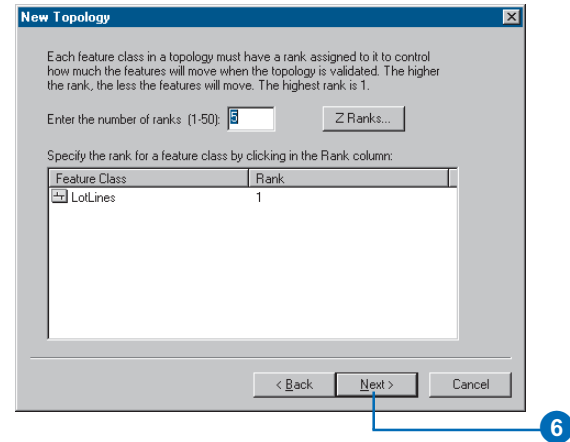 New Topology
Each feature class in a topology must have a rank assigned to it to control
how much the features will move when the topology is validated. The higher
the rank, the less the features will move. The highest rank is 1.
Enter the number of ranks (1-50): 5 Z Ranks...
Specify the rank for a feature class by clicking in the Rank column:
Feature Class Rank
LotLines 1
< Back Next > Cancel
6